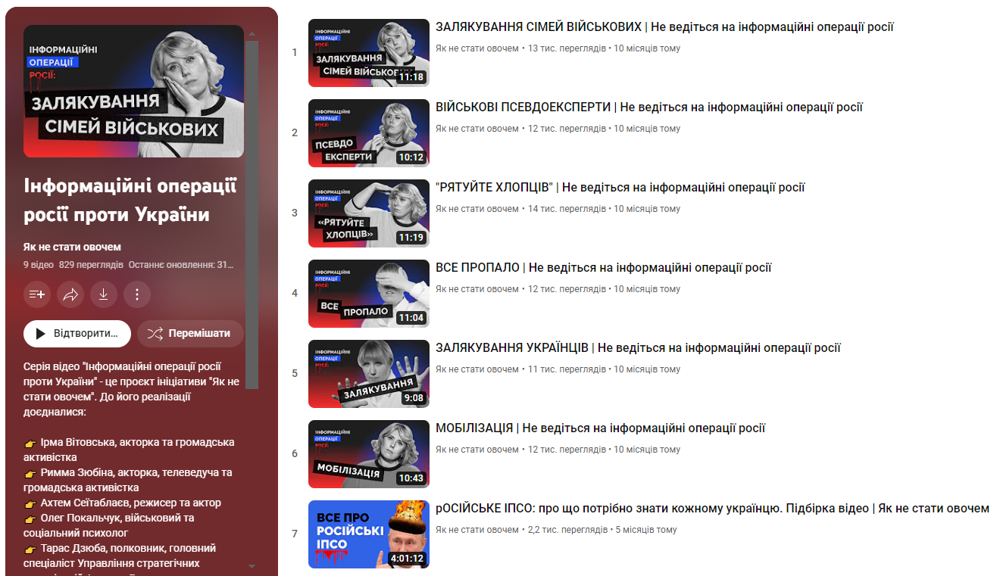 ІНФОРМАЦІЙНІ
ОПЕРАЦІЇ
РОСІЇ:
ЗАЛЯКУВАННЯ
СІМЕЙ ВІЙСЬКОВИХ
Інформаційні операції
росії проти України
Як не стати овочем
9 відео 829 переглядів Останнє оновлення: 31...
Відтворити...
Перемішати
Серія відео "Інформаційні операції росії
проти України" - це проєкт ініціативи "Як не
стати овочем". До його реалізації
доєдналися:
👉 Ірма Вітовська, акторка та громадська
активістка
👉 Римма Зюбіна, акторка, телеведуча та
громадська активістка
👉 Ахтем Сеїтаблаєв, режисер та актор
👉 Олег Покальчук, військовий та
соціальний психолог
👉 Тарас Дзюба, полковник, головний
спеціаліст Управління стратегічних
1
ІНФОРМАЦІЙНІ
ОПЕРАЦІЇ
РОСІЇ:
ЗАЛЯКУВАННЯ
СІМЕЙ ВІЙСЬКОВИХ
11:18
ЗАЛЯКУВАННЯ СІМЕЙ ВІЙСЬКОВИХ | Не ведіться на інформаційні операції росії
Як не стати овочем • 13 тис. переглядів • 10 місяців тому
2
ІНФОРМАЦІЙНІ
ОПЕРАЦІЇ
РОСІЇ:
ПСЕВДО
ЕКСПЕРТИ
10:12
ВІЙСЬКОВІ ПСЕВДОЕКСПЕРТИ | Не ведіться на інформаційні операції росії
Як не стати овочем • 12 тис. переглядів • 10 місяців тому
3
ІНФОРМАЦІЙНІ
ОПЕРАЦІЇ
РОСІЇ:
«РЯТУЙТЕ
ХЛОПЦІВ»
11:19
"РЯТУЙТЕ ХЛОПЦІВ" | Не ведіться на інформаційні операції росії
Як не стати овочем • 14 тис. переглядів • 10 місяців тому
4
ІНФОРМАЦІЙНІ
ОПЕРАЦІЇ
РОСІЇ:
ВСЕ ПРОПАЛО
11:04
ВСЕ ПРОПАЛО | Не ведіться на інформаційні операції росії
Як не стати овочем • 12 тис. переглядів • 10 місяців тому
5
ІНФОРМАЦІЙНІ
ОПЕРАЦІЇ
РОСІЇ:
ЗАЛЯКУВАННЯ
9:08
ЗАЛЯКУВАННЯ УКРАЇНЦІВ | Не ведіться на інформаційні операції росії
Як не стати овочем • 11 тис. переглядів • 10 місяців тому
6
ІНФОРМАЦІЙНІ
ОПЕРАЦІЇ
РОСІЇ:
МОБІЛІЗАЦІЯ
10:43
МОБІЛІЗАЦІЯ | Не ведіться на інформаційні операції росії
Як не стати овочем • 12 тис. переглядів • 10 місяців тому
7
ВСЕ ПРО
РОСІЙСЬКІ
ІПСО
4:01:12
рОСІЙСЬКЕ ІПСО: про що потрібно знати кожному українцю. Підбірка відео | Як не стати овочем
Як не стати овочем • 2,2 тис. переглядів • 5 місяців тому